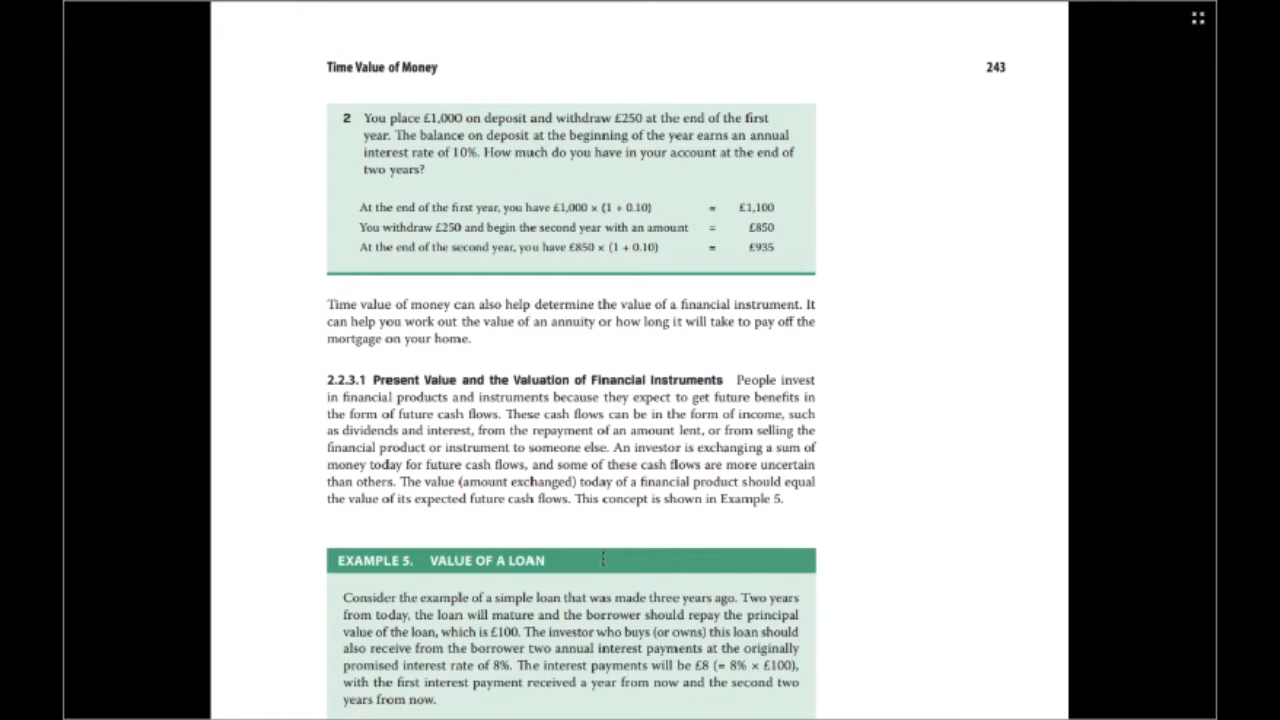 Time Value of Money 243
2 You place £1,000 on deposit and withdraw £250 at the end of the first
year. The balance on deposit at the beginning of the year earns an annual
interest rate of 10%. How much do you have in your account at the end of
two years?
At the end of the first year, you have £1,000 × (1 + 0.10) = £1,100
You withdraw £250 and begin the second year with an amount = £850
At the end of the second year, you have £850 × (1 + 0.10) = £935
Time value of money can also help determine the value of a financial instrument. It
can help you work out the value of an annuity or how long it will take to pay off the
mortgage on your home.
2.2.3.1 Present Value and the Valuation of Financial Instruments People invest
in financial products and instruments because they expect to get future benefits in
the form of future cash flows. These cash flows can be in the form of income, such
as dividends and interest, from the repayment of an amount lent, or from selling the
financial product or instrument to someone else. An investor is exchanging a sum of
money today for future cash flows, and some of these cash flows are more uncertain
than others. The value (amount exchanged) today of a financial product should equal
the value of its expected future cash flows. This concept is shown in Example 5.
EXAMPLE 5. VALUE OF A LOAN
Consider the example of a simple loan that was made three years ago. Two years
from today, the loan will mature and the borrower should repay the principal
value of the loan, which is £100. The investor who buys (or owns) this loan should
also receive from the borrower two annual interest payments at the originally
promised interest rate of 8%. The interest payments will be £8 (= 8% × £100),
with the first interest payment received a year from now and the second two
years from now.